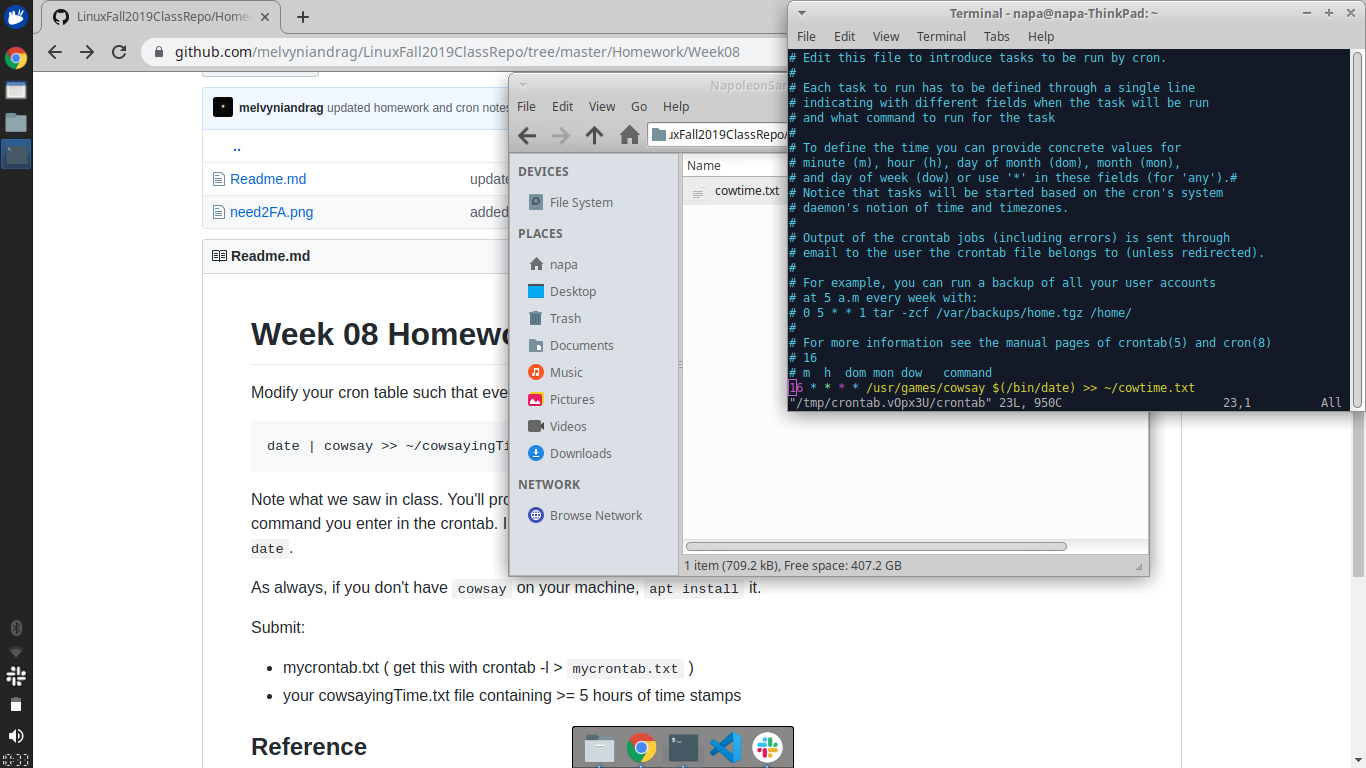 LinuxFall2019ClassRepo/Home
github.com/melvyniandrag/LinuxFall2019ClassRepo/tree/master/Homework/Week08
melvyniandrag updated homework and cron notes
..
Readme.md
need2FA.png
added
Readme.md
Week 08 Homew
Modify your cron table such that eve
date | cowsay >> ~/cowsayingTi
Note what we saw in class. You'll pro
command you enter in the crontab. I
date .
As always, if you don't have cowsay on your machine, apt install it.
Submit:
• mycrontab.txt ( get this with crontab -l > mycrontab.txt )
• your cowsayingTime.txt file containing >= 5 hours of time stamps
Reference
NapoleonSan
File Edit View Go Help
uxFall2019ClassRepo/
DEVICES
File System
PLACES
napa
Desktop
Trash
Documents
Music
Pictures
Videos
Downloads
NETWORK
Browse Network
Name
cowtime.txt
1 item (709.2 kB), Free space: 407.2 GB
Terminal - napa@napa-ThinkPad: ~
File Edit View Terminal Tabs Help
# Edit this file to introduce tasks to be run by cron.
#
# Each task to run has to be defined through a single line
# indicating with different fields when the task will be run
# and what command to run for the task
#
# To define the time you can provide concrete values for
# minute (m), hour (h), day of month (dom), month (mon),
# and day of week (dow) or use '*' in these fields (for 'any').#
# Notice that tasks will be started based on the cron's system
# daemon's notion of time and timezones.
#
# Output of the crontab jobs (including errors) is sent through
# email to the user the crontab file belongs to (unless redirected).
#
# For example, you can run a backup of all your user accounts
# at 5 a.m every week with:
# 0 5 * * 1 tar -zcf /var/backups/home.tgz /home/
#
# For more information see the manual pages of crontab(5) and cron(8)
# 16
# m h  dom mon dow   command
16 * * * * /usr/games/cowsay $(/bin/date) >> ~/cowtime.txt
"/tmp/crontab.vOpx3U/crontab" 23L, 950C 23,1 All